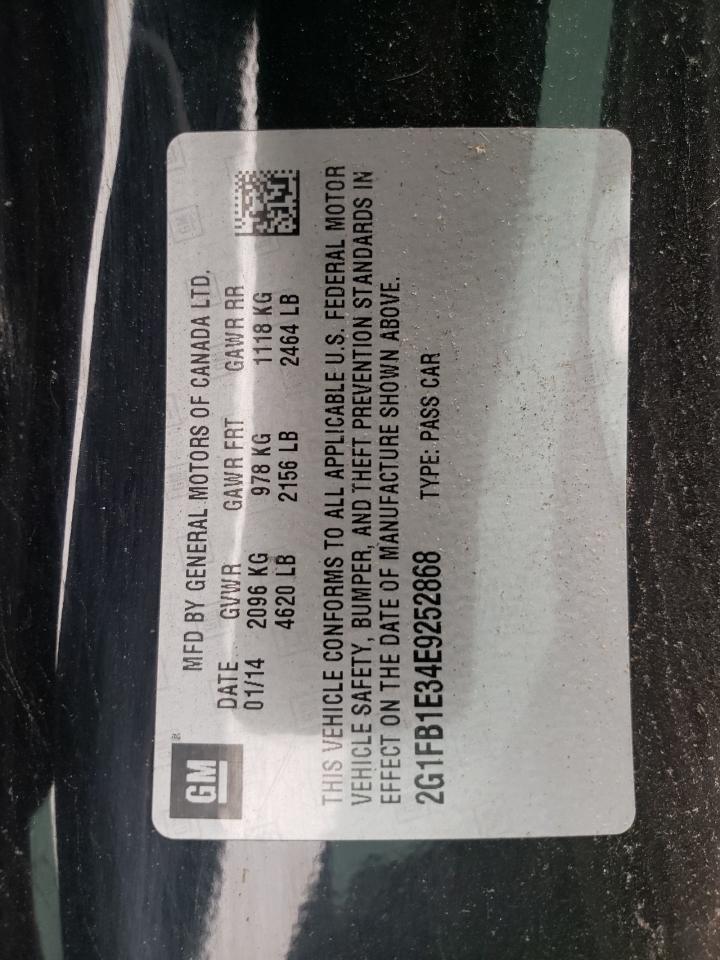 GM
MFD BY GENERAL MOTORS OF CANADA LTD.
DATE GVWR GAWR FRT GAWR RR
01/14 2096 KG 978 KG 1118 KG
4620 LB 2156 LB 2464 LB
THIS VEHICLE CONFORMS TO ALL APPLICABLE U.S. FEDERAL MOTOR
VEHICLE SAFETY, BUMPER, AND THEFT PREVENTION STANDARDS IN
EFFECT ON THE DATE OF MANUFACTURE SHOWN ABOVE.
2G1FB1E34E9252868 TYPE: PASS CAR